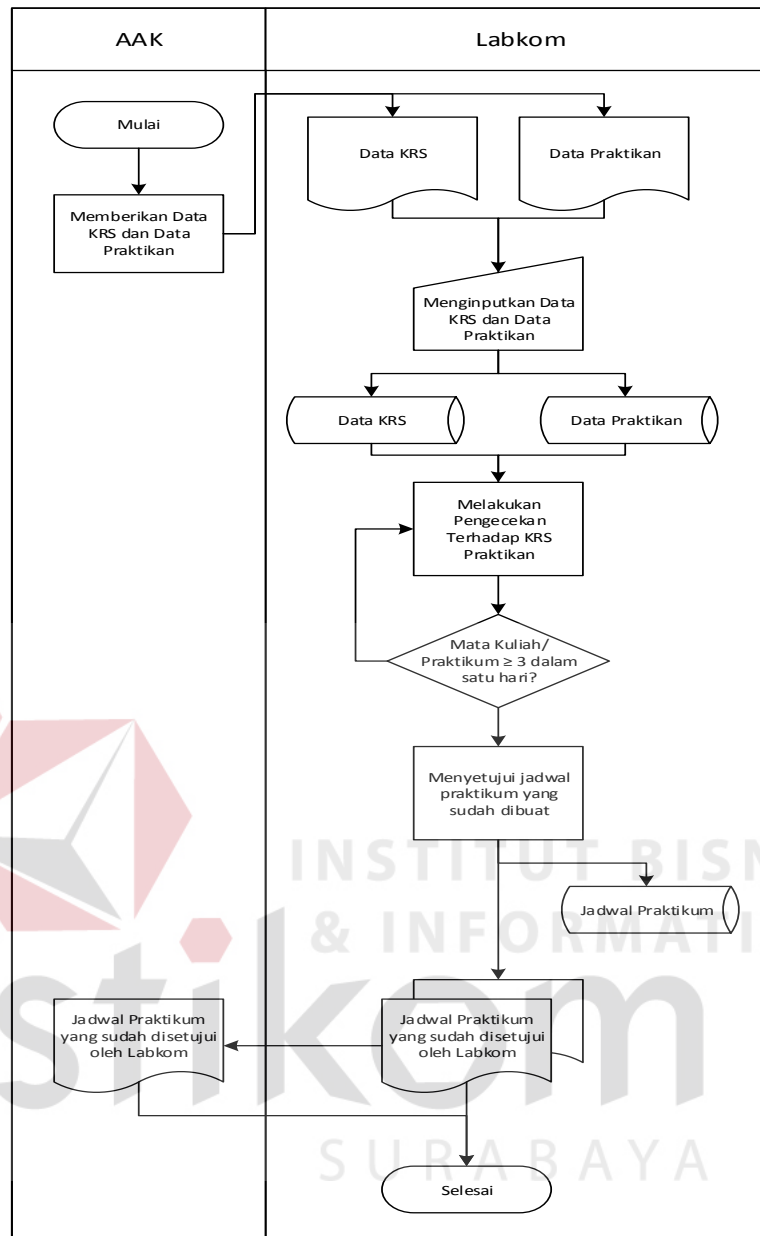 AAK
Labkom
Mulai
Data KRS
Data Praktikan
Memberikan Data
KRS dan Data
Praktikan
Menginputkan Data
KRS dan Data
Praktikan
Data KRS
Data Praktikan
Melakukan
Pengecekan
Terhadap KRS
Praktikan
Mata Kuliah/
Praktikum ≥ 3 dalam
satu hari?
Menyetujui jadwal
praktikum yang
sudah dibuat
INSTITUT BISN
Jadwal Praktikum
& INFORMATI
stikom
Jadwal Praktikum
yang sudah disetujui
oleh Labkom
Jadwal Praktikum
yang sudah disetujui
oleh Labkom
SURABAYA
Selesai